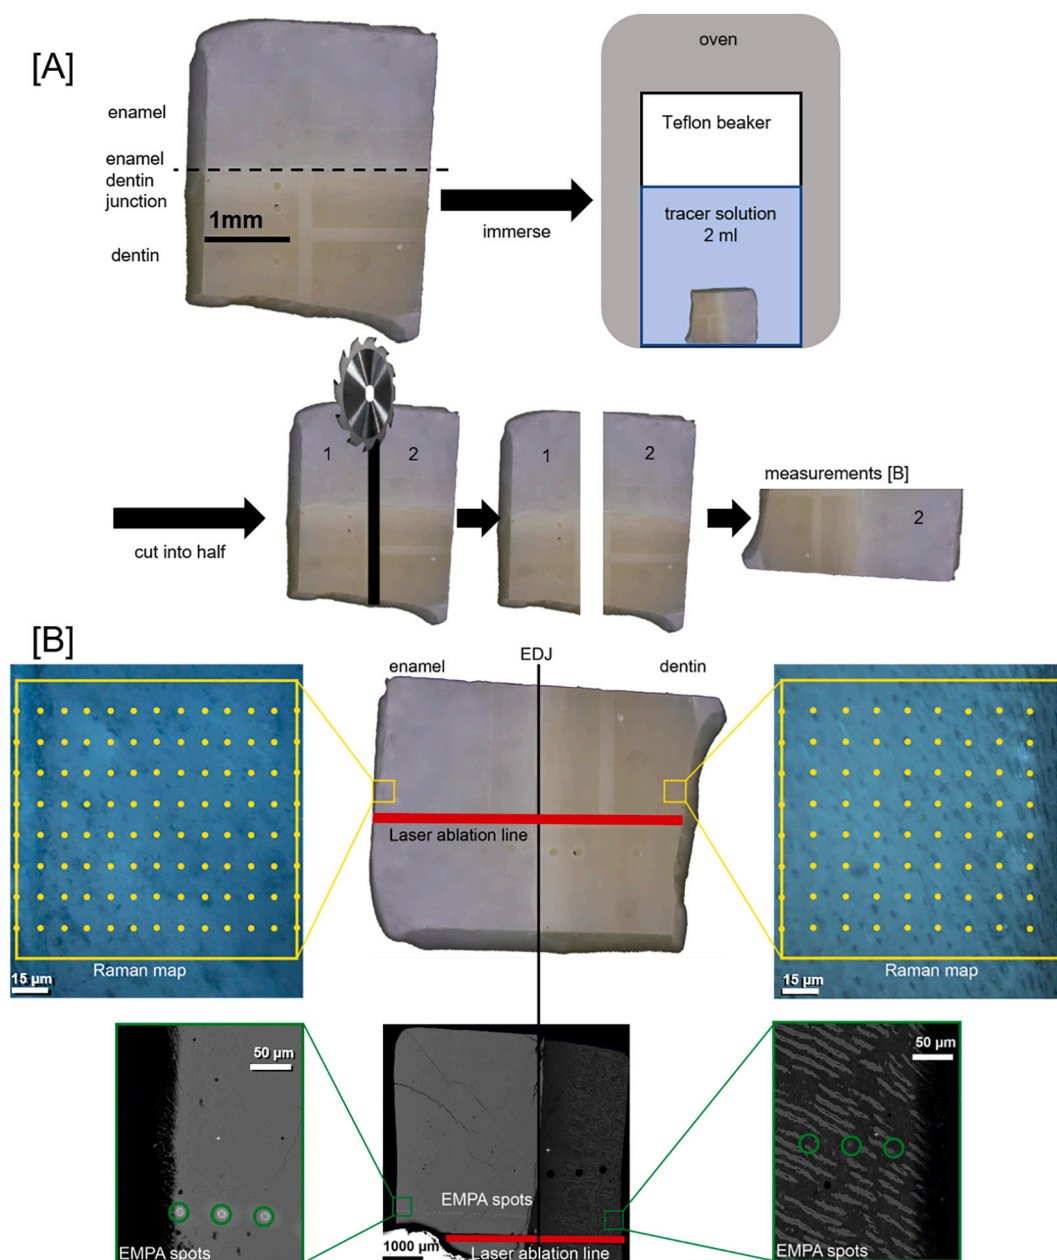 [A]
oven
enamel
Teflon beaker
enamel
dentin
junction
1mm
immerse
tracer solution
2 ml
dentin
1
2
1
2
measurements [B]
2
cut into half
[B]
enamel
EDJ
dentin
Laser ablation line
Raman map
15 µm
Raman map
15 µm
50 µm
EMPA spots
EMPA spots
1000 µm
Laser ablation line
50 µm
EMPA spots